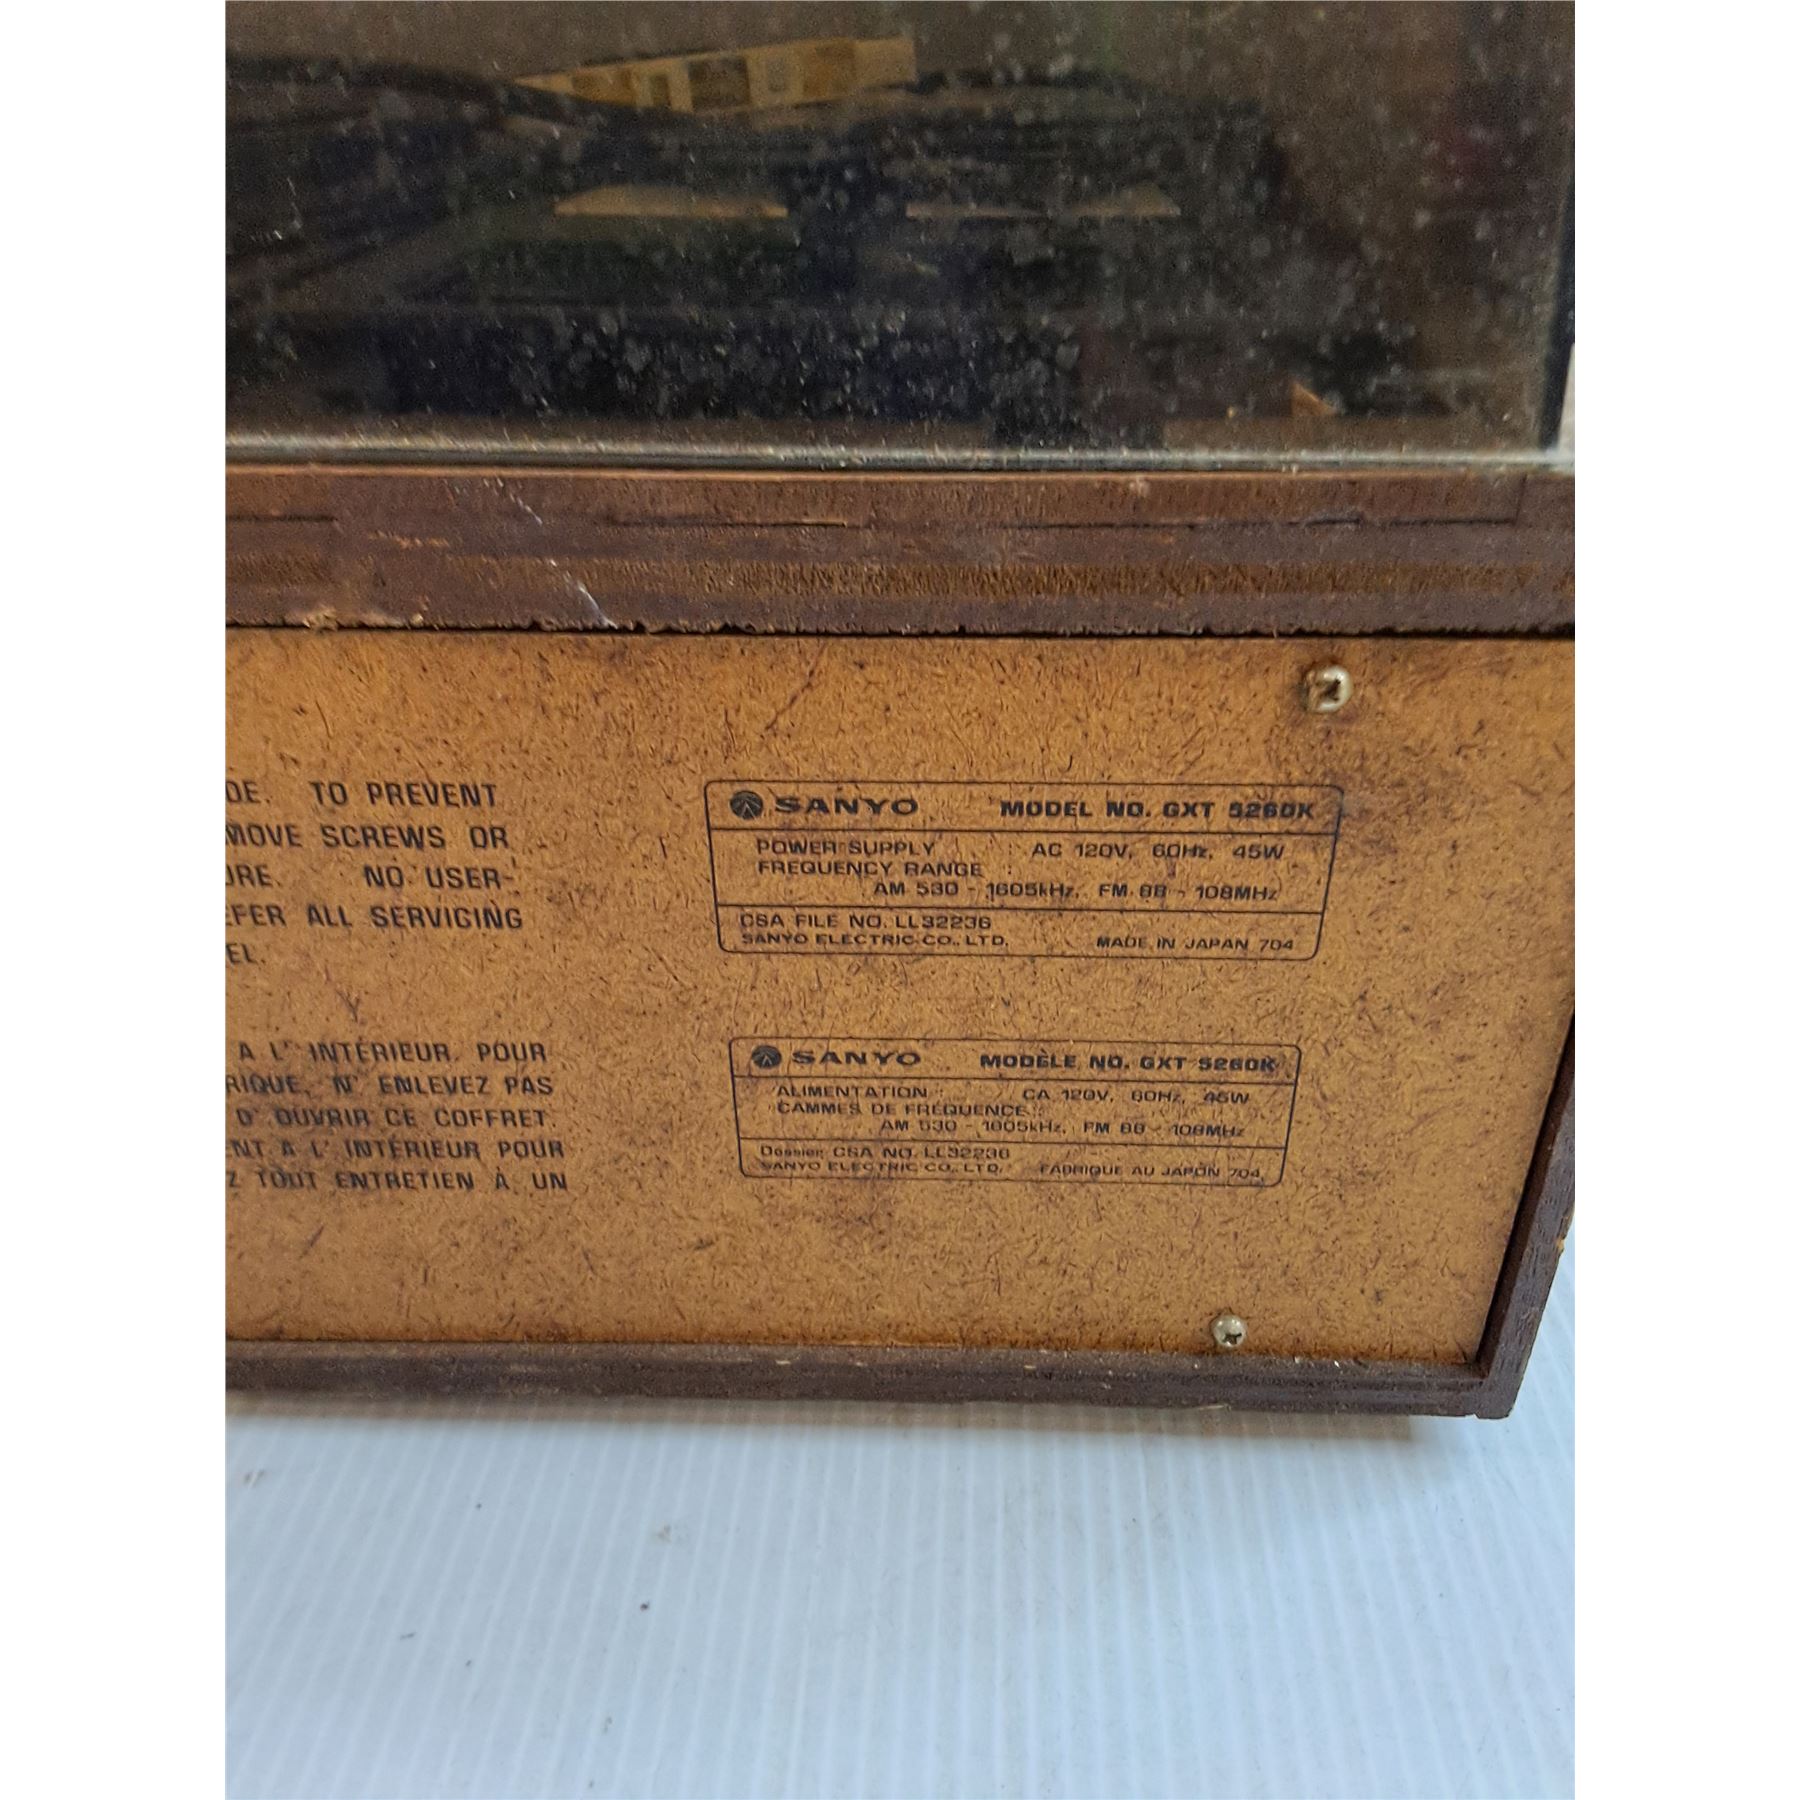 DE. TO PREVENT
MOVE SCREWS OR
URE. NO USER-
EFER ALL SERVICING
EL.
SANYO MODEL NO. GXT 5260K
POWER SUPPLY : AC 120V, 60Hz, 45W
FREQUENCY RANGE :
AM 530 - 1605kHz, FM 88 - 108MHz
CSA FILE NO. LL32236
SANYO ELECTRIC CO., LTD. MADE IN JAPAN 704
A L' INTÉRIEUR. POUR
RIQUE, N' ENLEVEZ PAS
D' OUVRIR CE COFFRET.
ENT A L' INTÉRIEUR POUR
Z TOUT ENTRETIEN À UN
SANYO MODÈLE NO. GXT 5260K
ALIMENTATION : CA 120V, 60Hz, 45W
CAMMES DE FRÉQUENCE :
AM 530 - 1605kHz, FM 88 - 108MHz
Dossier CSA NO. LL32236
SANYO ELECTRIC CO., LTD. FABRIQUE AU JAPON 704